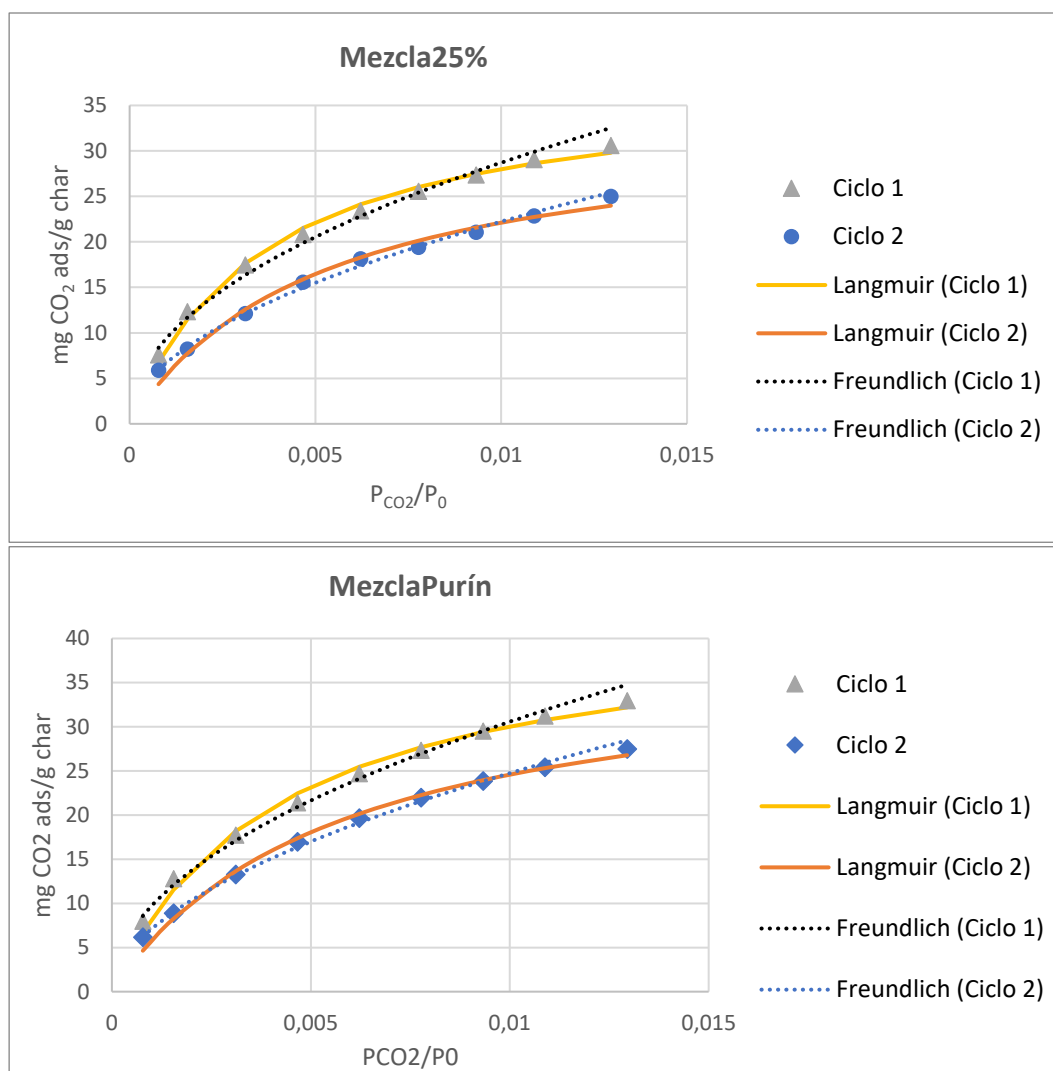 Mezcla25%
35
30
25
20
15
10
5
0
mg CO₂ ads/g char
0
0,005
0,01
0,015
P_CO2/P_0
Ciclo 1
Ciclo 2
Langmuir (Ciclo 1)
Langmuir (Ciclo 2)
Freundlich (Ciclo 1)
Freundlich (Ciclo 2)
MezclaPurín
40
35
30
25
20
15
10
5
0
mg CO2 ads/g char
0
0,005
0,01
0,015
PCO2/P0
Ciclo 1
Ciclo 2
Langmuir (Ciclo 1)
Langmuir (Ciclo 2)
Freundlich (Ciclo 1)
Freundlich (Ciclo 2)